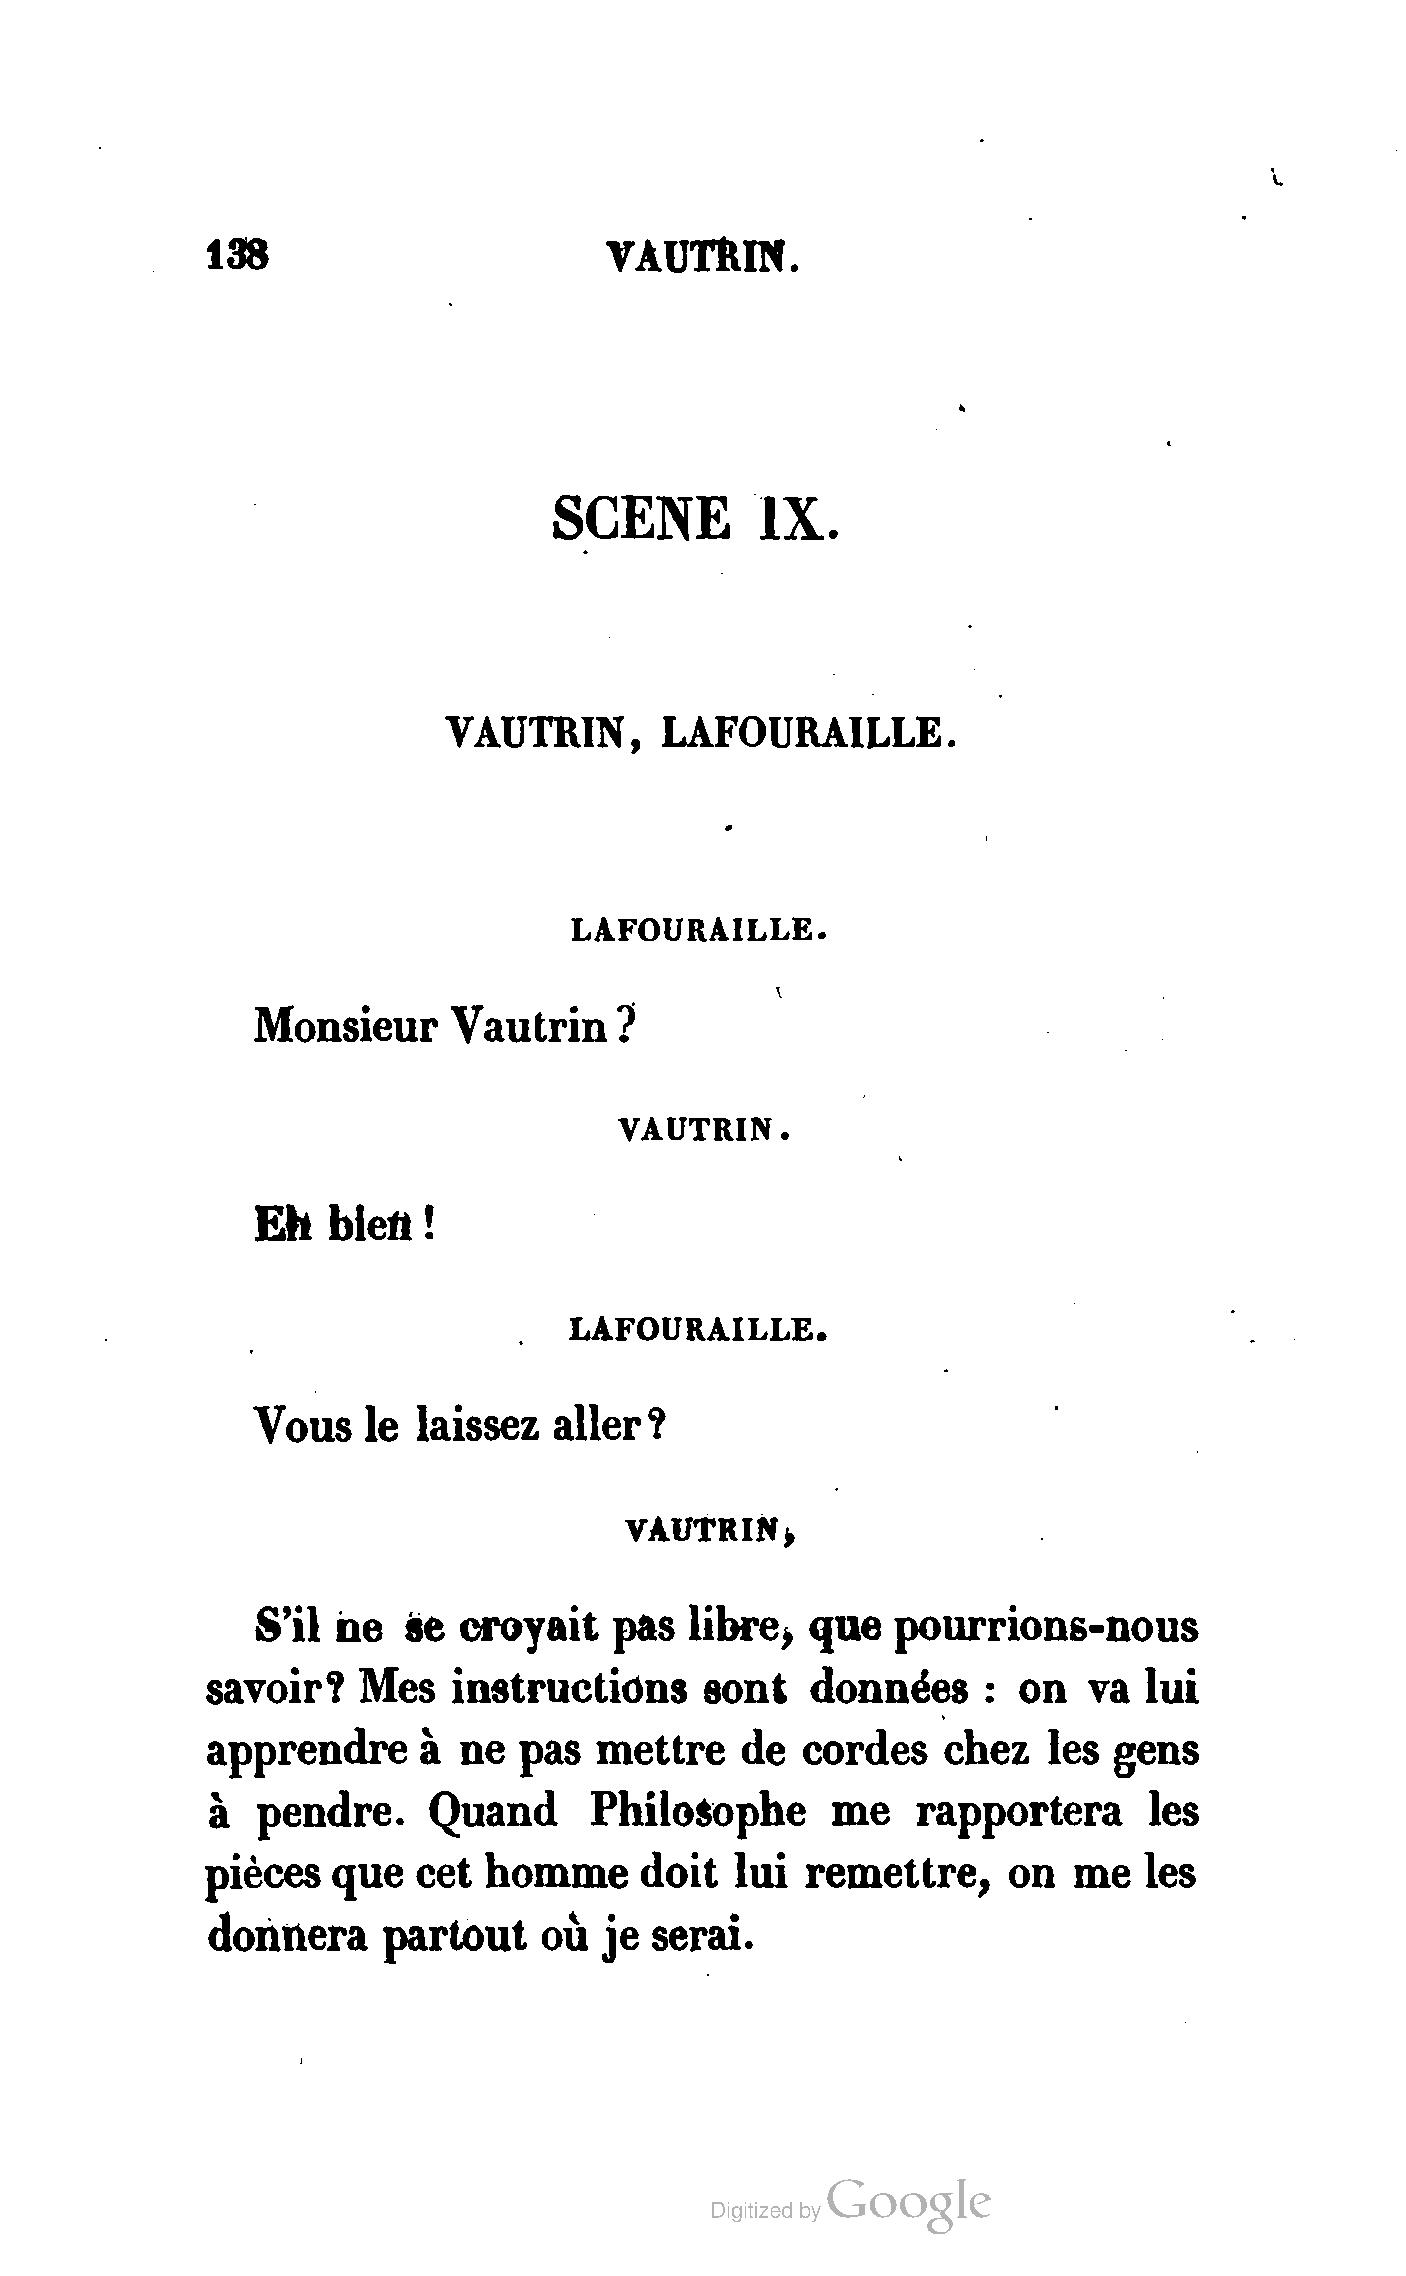 138 VAUTRIN.
SCENE IX.
VAUTRIN, LAFOURAILLE.
LAFOURAILLE.
Monsieur Vautrin ?
VAUTRIN.
Eh bien !
LAFOURAILLE.
Vous le laissez aller ?
VAUTRIN,
S'il ne se croyait pas libre, que pourrions-nous
savoir? Mes instructions sont données : on va lui
apprendre à ne pas mettre de cordes chez les gens
à pendre. Quand Philosophe me rapportera les
pièces que cet homme doit lui remettre, on me les
donnera partout où je serai.
Digitized by Google